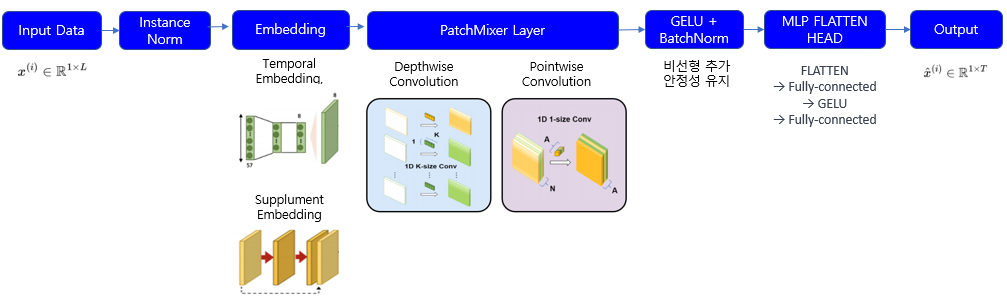 Input Data
Instance
Norm
Embedding
PatchMixer Layer
GELU +
BatchNorm
MLP FLATTEN
HEAD
Output
x^(i) ∈ ℝ^1×L
Temporal
Embedding,
8
8
57
Supplument
Embedding
Depthwise
Convolution
K
1
1D K-size Conv
Pointwise
Convolution
1D 1-size Conv
A
N
A
비선형 추가
안정성 유지
FLATTEN
→ Fully-connected
→ GELU
→ Fully-connected
x̂^(i) ∈ ℝ^1×T